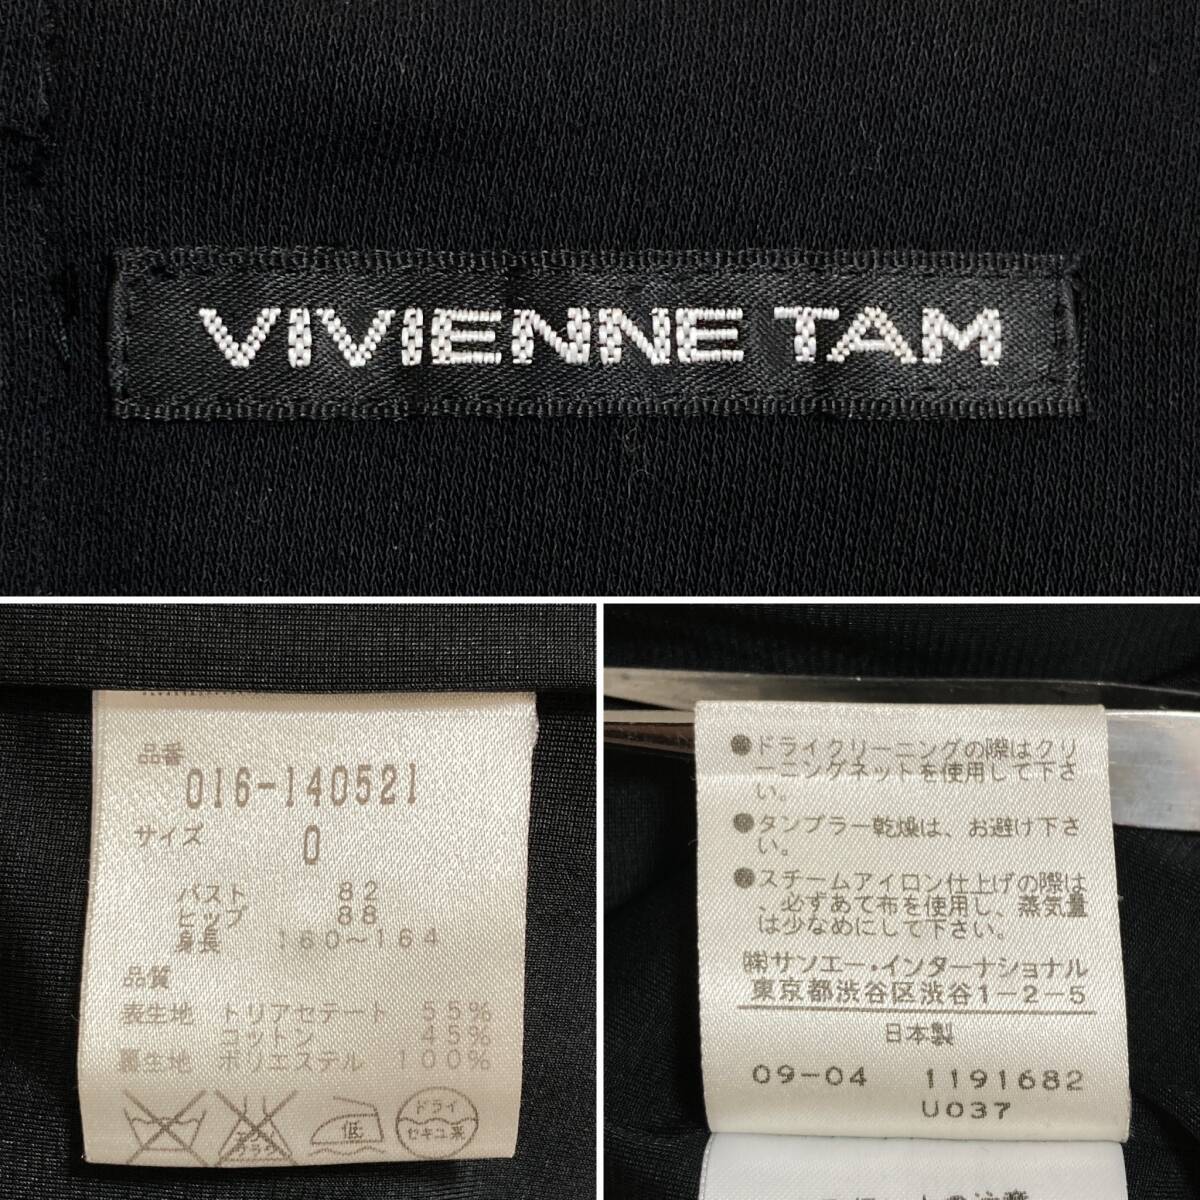 VIVIENNE TAM
品番
016-140521
サイズ 0
バスト 82
ヒップ 88
身長 160~164
品質
表生地 トリアセテート 55%
コットン 45%
裏生地 ポリエステル 100%
エンソ
サラシ
低
ドライ
セキユ系
●ドライクリーニングの際はクリ
ーニングネットを使用して下さ
い。
●タンブラー乾燥は、お避け下さ
い。
●スチームアイロン仕上げの際は
、必ずあて布を使用し、蒸気量
は少なめにして下さい。
㈱サンエー・インターナショナル
東京都渋谷区渋谷1-2-5
日本製
09-04 1191682
U037